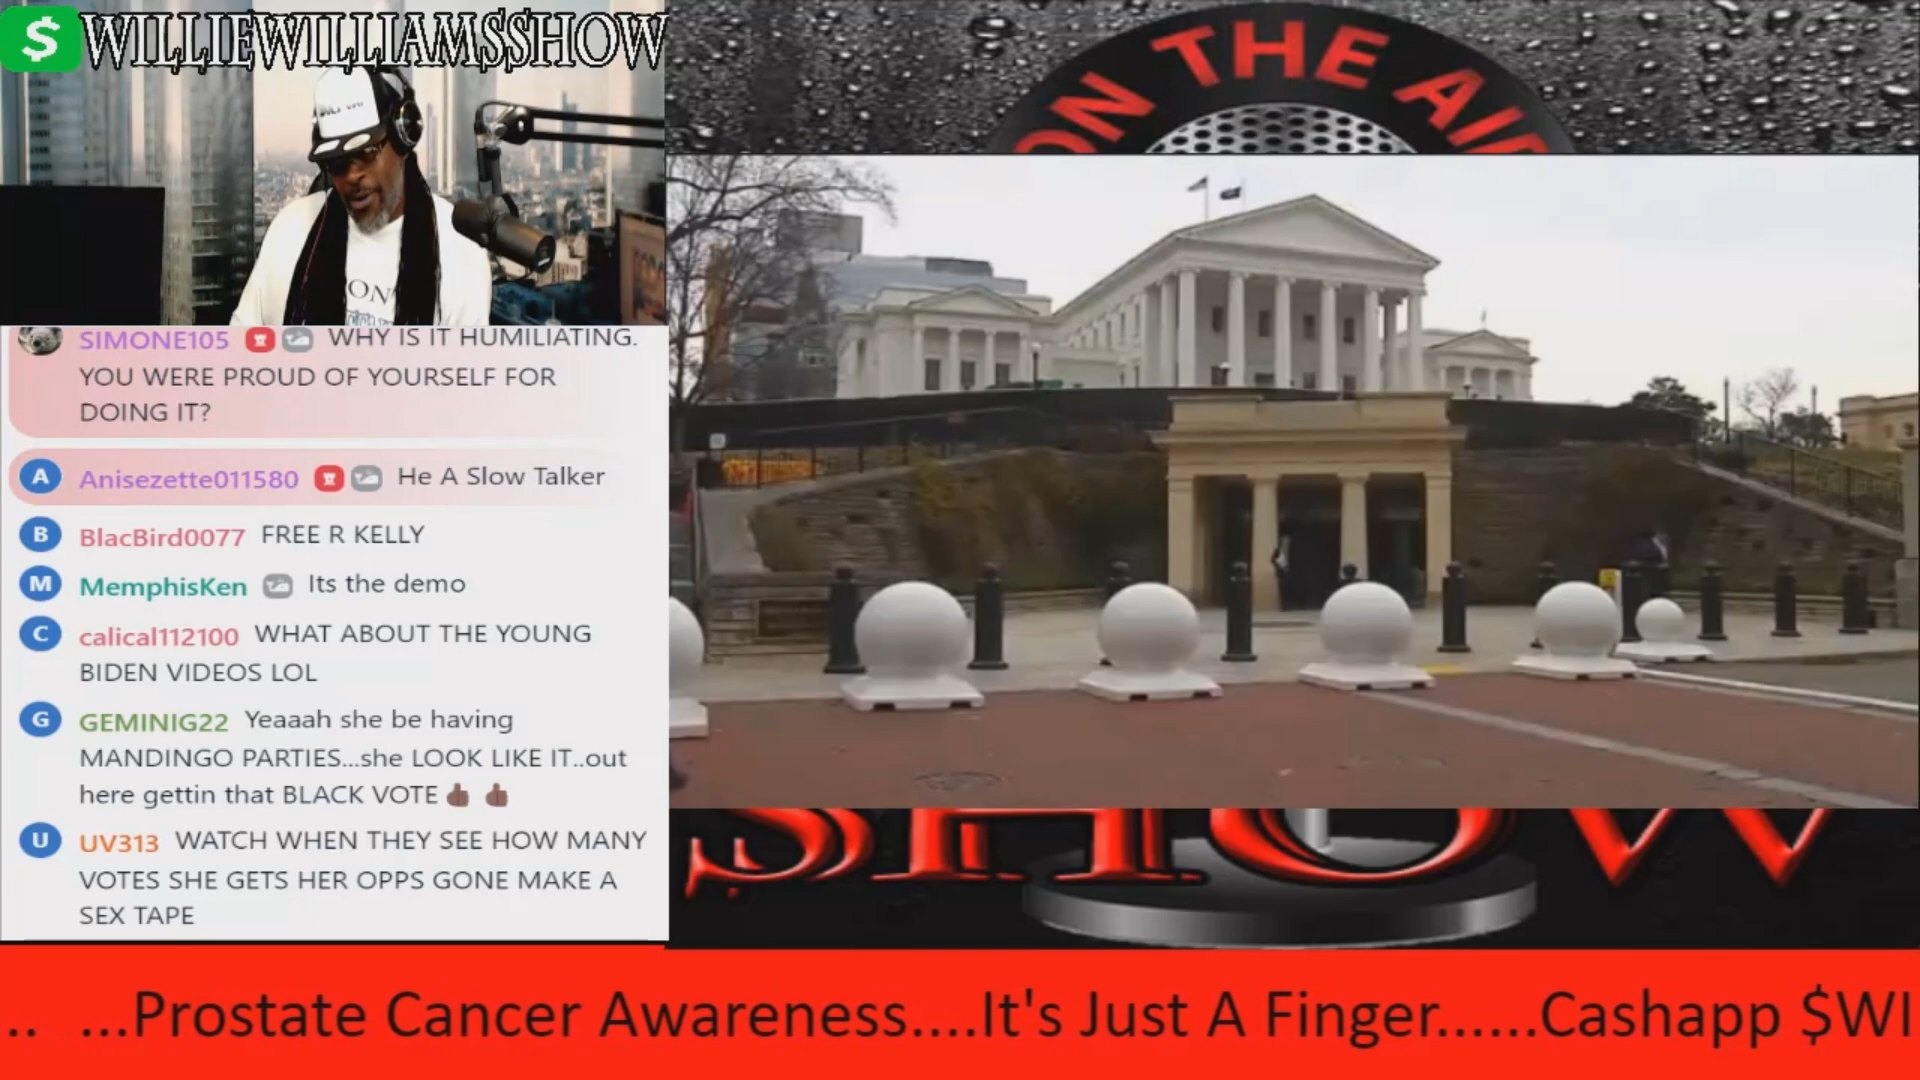 $ WILLIEWILLIAMSSHOW
ON THE AIR
ON
SIMONE105 WHY IS IT HUMILIATING.
YOU WERE PROUD OF YOURSELF FOR
DOING IT?
A Anisezette011580 He A Slow Talker
B BlacBird0077 FREE R KELLY
M MemphisKen Its the demo
C calical112100 WHAT ABOUT THE YOUNG
BIDEN VIDEOS LOL
G GEMINIG22 Yeaaah she be having
MANDINGO PARTIES...she LOOK LIKE IT..out
here gettin that BLACK VOTE👍🏾 👍🏾
U UV313 WATCH WHEN THEY SEE HOW MANY
VOTES SHE GETS HER OPPS GONE MAKE A
SEX TAPE
SHOW
.. ...Prostate Cancer Awareness....It's Just A Finger......Cashapp $WI